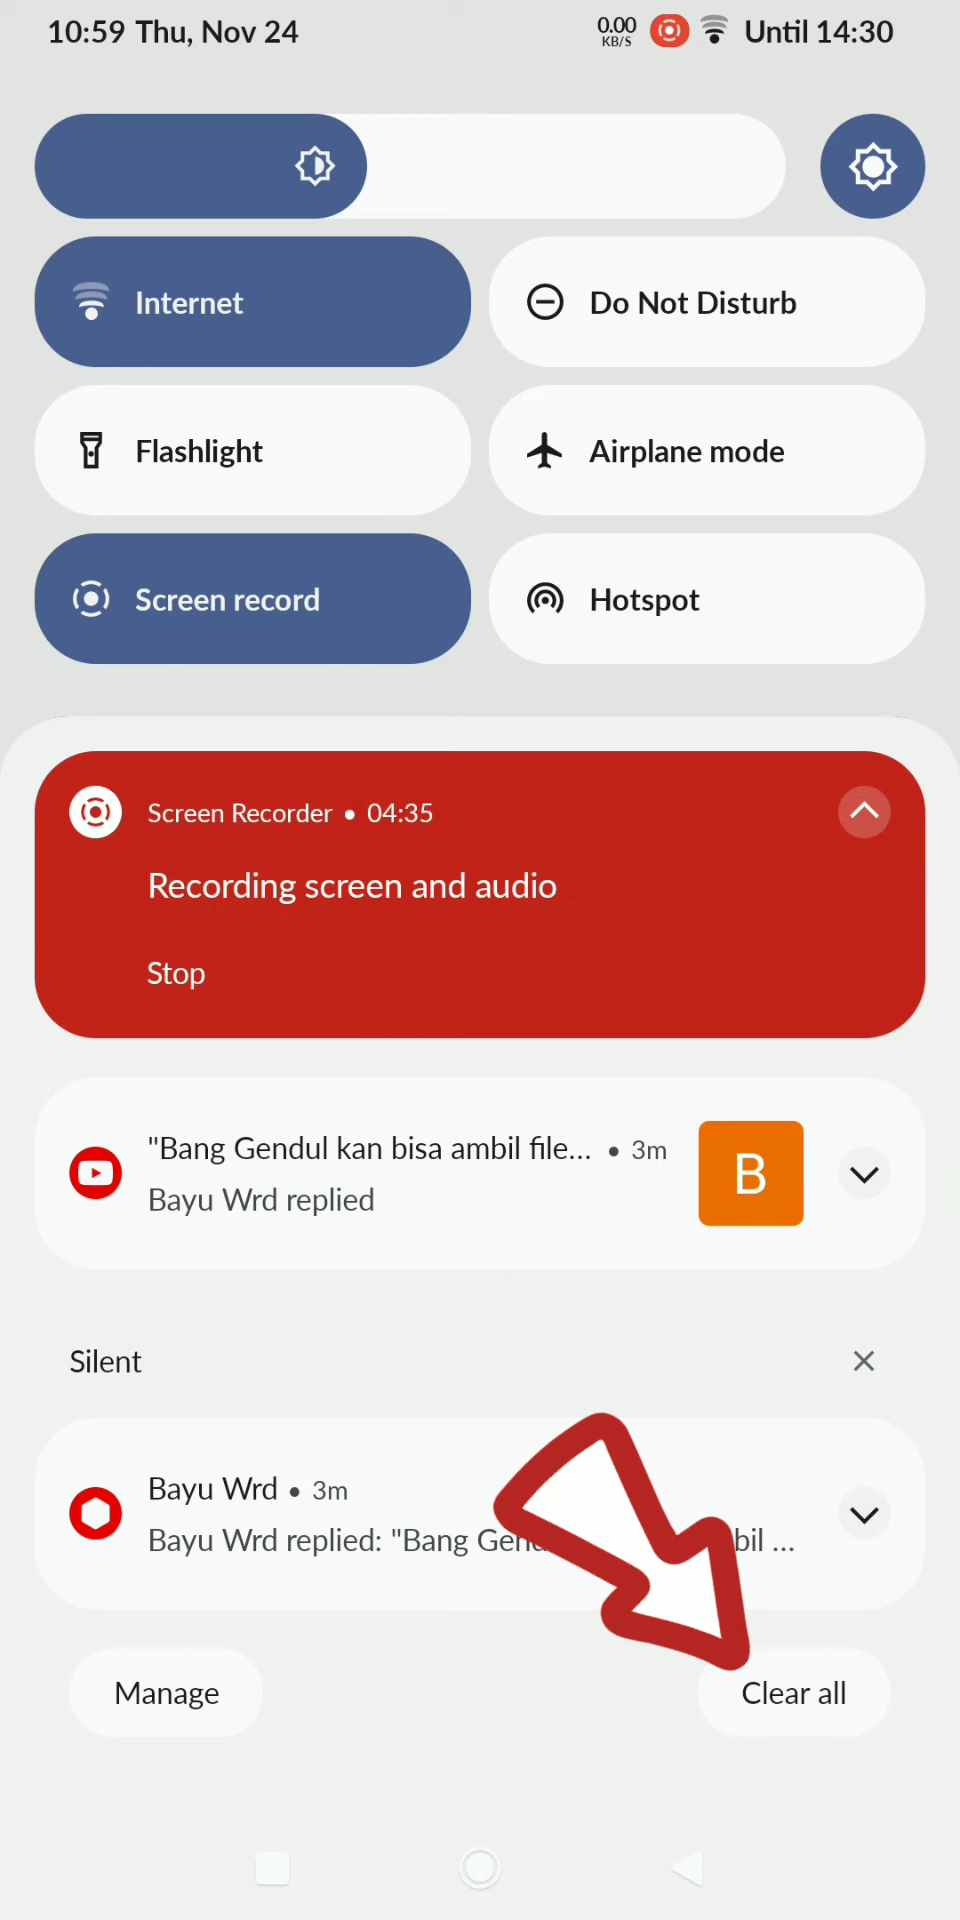 10:59 Thu, Nov 24
0.00 KB/S
Until 14:30
Internet
Do Not Disturb
Flashlight
Airplane mode
Screen record
Hotspot
Screen Recorder • 04:35
Recording screen and audio
Stop
"Bang Gendul kan bisa ambil file... • 3m
Bayu Wrd replied
B
Silent
Bayu Wrd • 3m
Bayu Wrd replied: "Bang Gen bil ...
Manage
Clear all